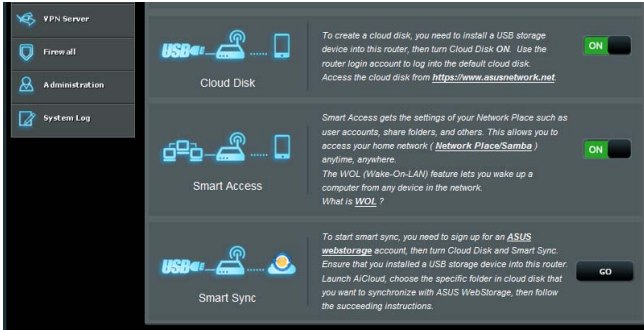 VPN Server
Firewall
Administration
System Log
USB
Cloud Disk
To create a cloud disk, you need to install a USB storage
device into this router, then turn Cloud Disk ON. Use the
router login account to log into the default cloud disk.
Access the cloud disk from https://www.asusnetwork.net.
ON
Smart Access
Smart Access gets the settings of your Network Place such as
user accounts, share folders, and others. This allows you to
access your home network ( Network Place/Samba )
anytime, anywhere.
The WOL (Wake-On-LAN) feature lets you wake up a
computer from any device in the network.
What is WOL ?
ON
USB
Smart Sync
To start smart sync, you need to sign up for an ASUS
webstorage account, then turn Cloud Disk and Smart Sync.
Ensure that you installed a USB storage device into this router.
Launch AiCloud, choose the specific folder in cloud disk that
you want to synchronize with ASUS WebStorage, then follow
the succeeding instructions.
GO